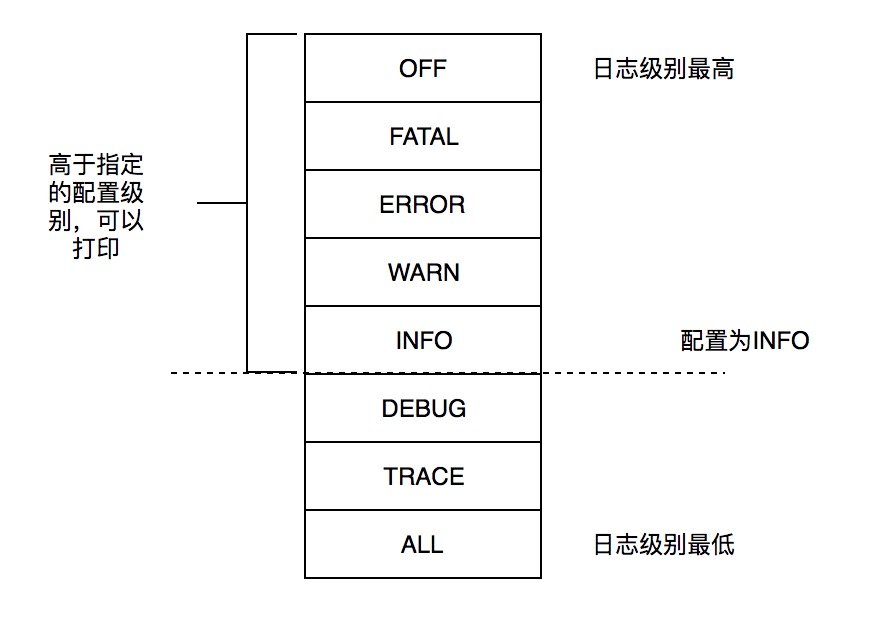 OFF
日志级别最高
FATAL
高于指定
的配置级
别，可以
打印
ERROR
WARN
INFO
配置为INFO
DEBUG
TRACE
ALL
日志级别最低